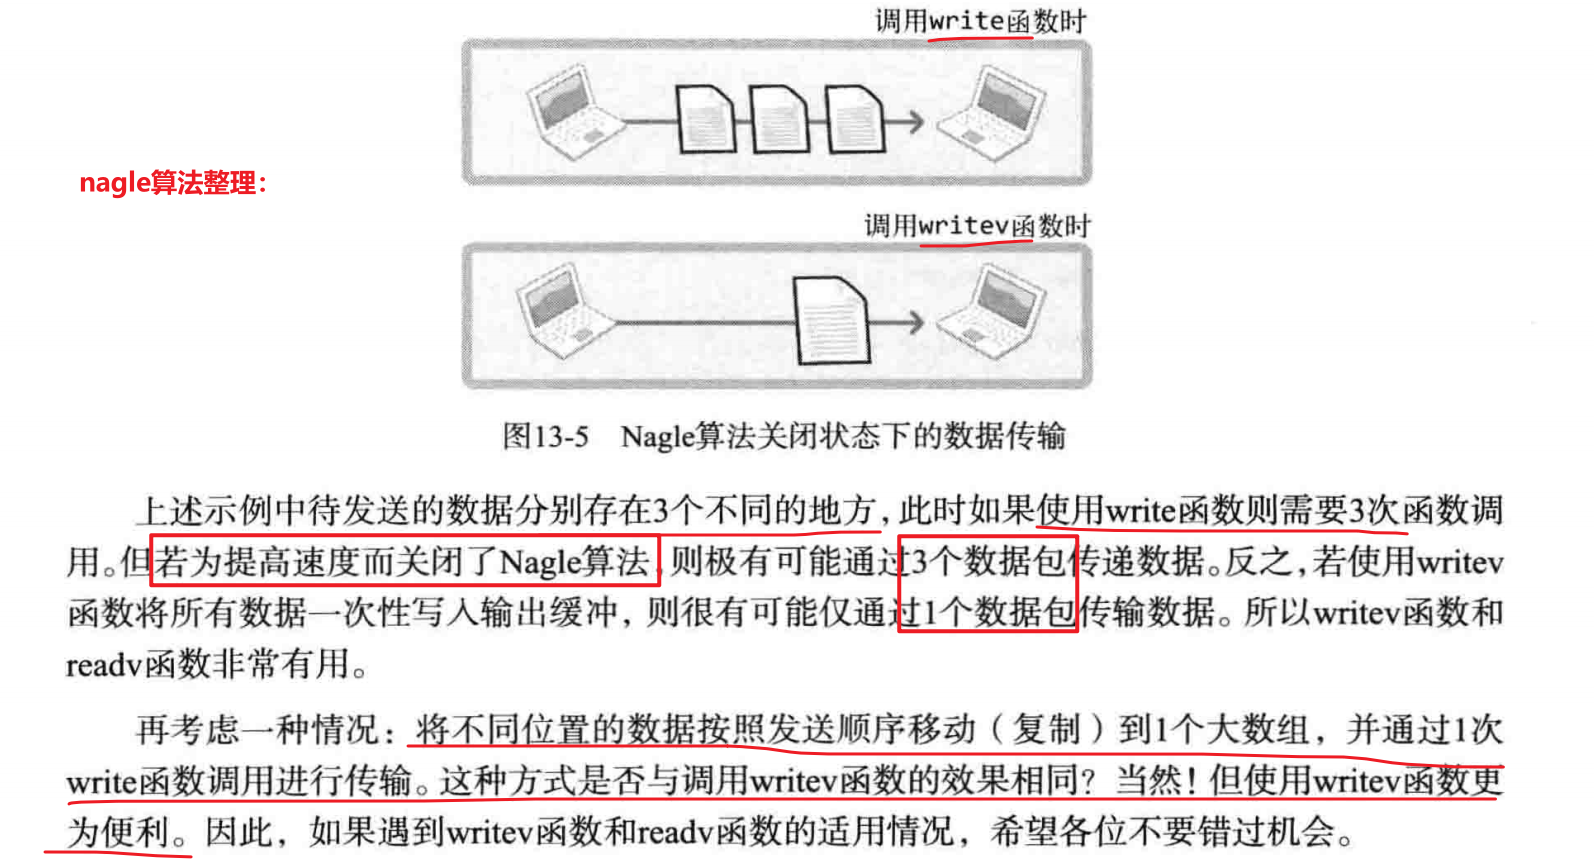 调用write函数时
nagle算法整理：
调用writev函数时
图13-5 Nagle算法关闭状态下的数据传输
上述示例中待发送的数据分别存在3个不同的地方，此时如果使用write函数则需要3次函数调
用。但若为提高速度而关闭了Nagle算法，则极有可能通过3个数据包传递数据。反之，若使用writev
函数将所有数据一次性写入输出缓冲，则很有可能仅通过1个数据包传输数据。所以writev函数和
readv函数非常有用。
再考虑一种情况：将不同位置的数据按照发送顺序移动（复制）到1个大数组，并通过1次
write函数调用进行传输。这种方式是否与调用writev函数的效果相同？当然！但使用writev函数更
为便利。因此，如果遇到writev函数和readv函数的适用情况，希望各位不要错过机会。